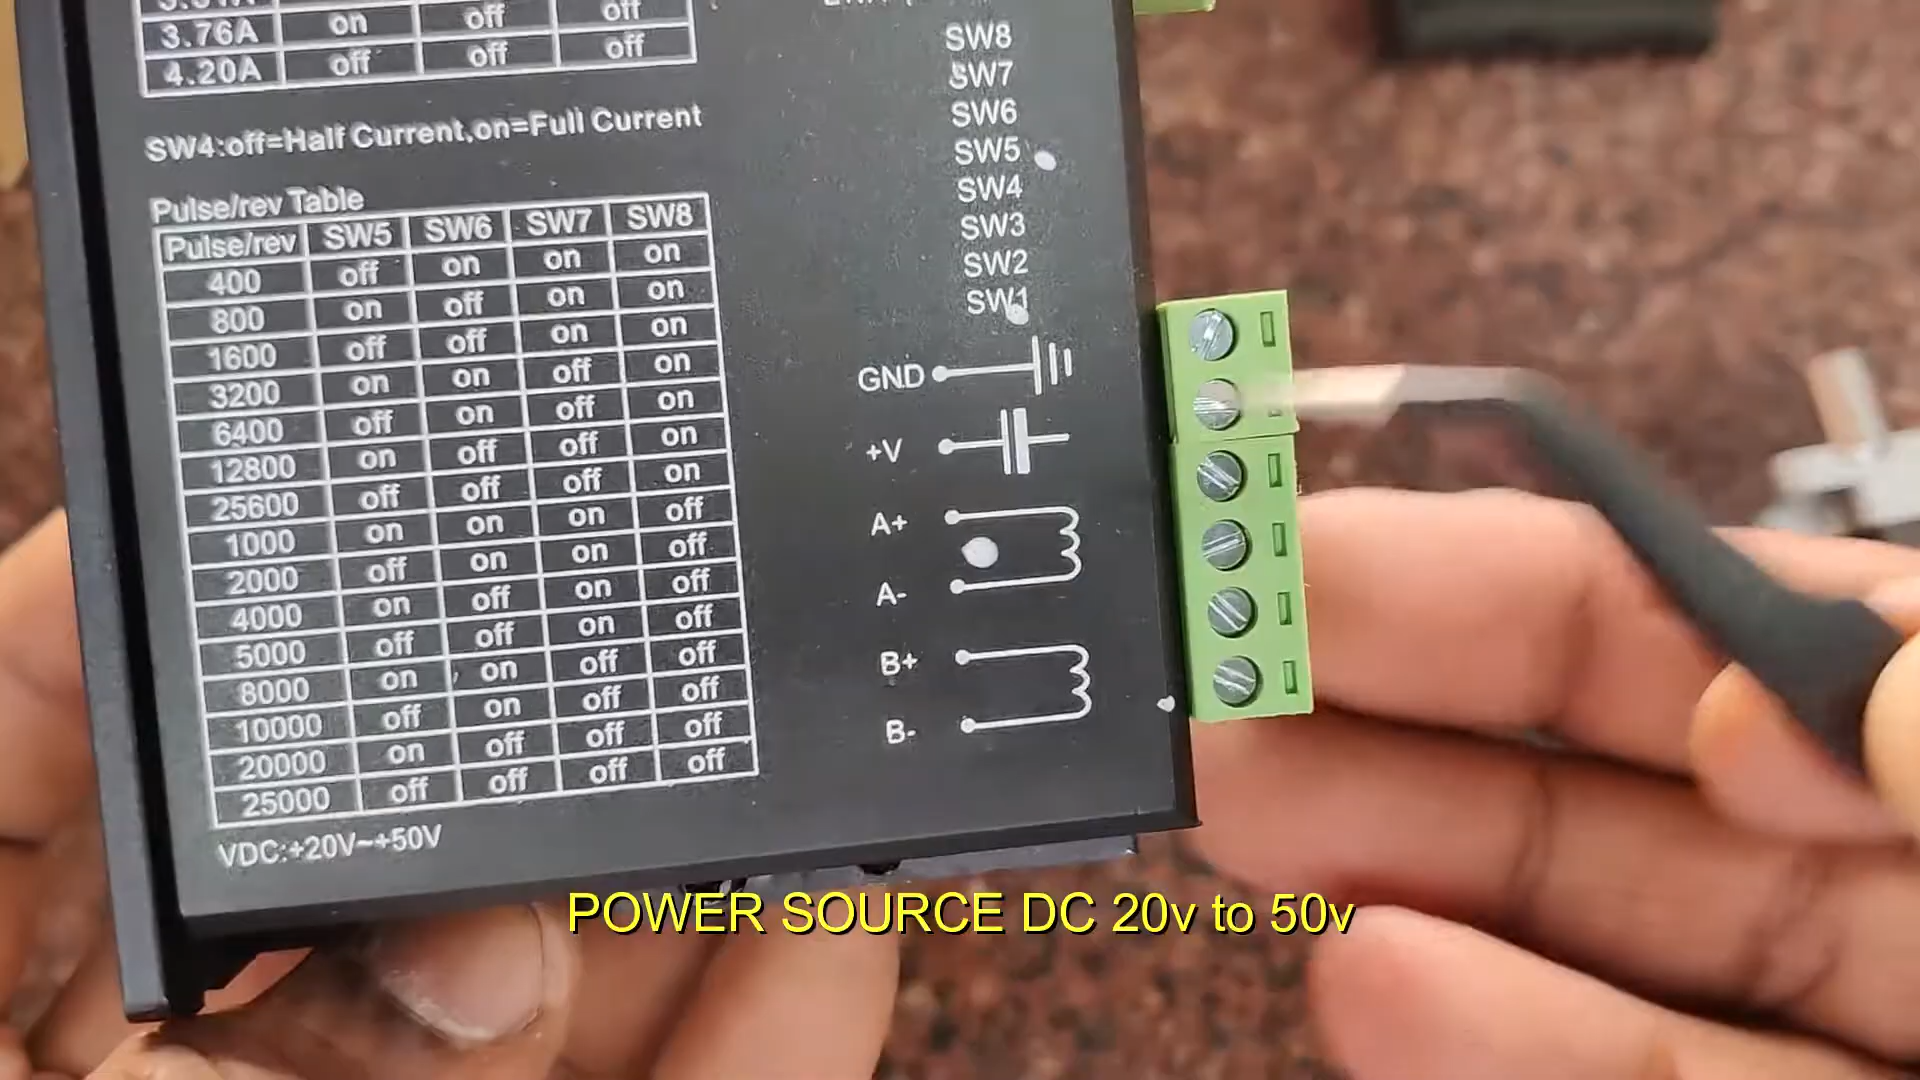 3.76A on off off
4.20A off off off
SW4:off=Half Current,on=Full Current
Pulse/rev Table
Pulse/rev SW5 SW6 SW7 SW8
400 off on on on
800 on off on on
1600 off off on on
3200 on on off on
6400 off on off on
12800 on off off on
25600 off off off on
1000 on on on off
2000 off on on off
4000 on off on off
5000 off off on off
8000 on on off off
10000 off on off off
20000 on off off off
25000 off off off off
VDC:+20V~+50V
SW8
SW7
SW6
SW5
SW4
SW3
SW2
SW1
GND
+V
A+
A-
B+
B-
POWER SOURCE DC 20v to 50v